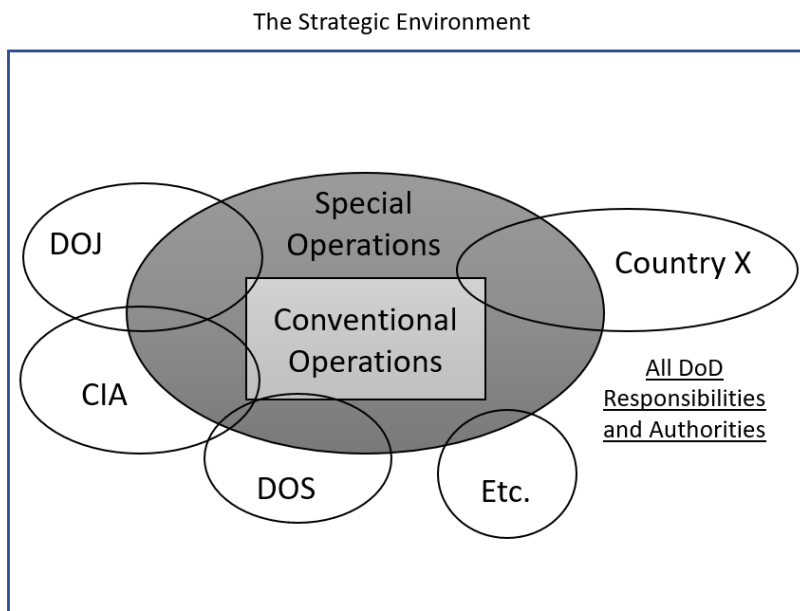 The Strategic Environment
Special
Operations
DOJ
Country X
Conventional
Operations
All DoD
Responsibilities
and Authorities
CIA
DOS
Etc.